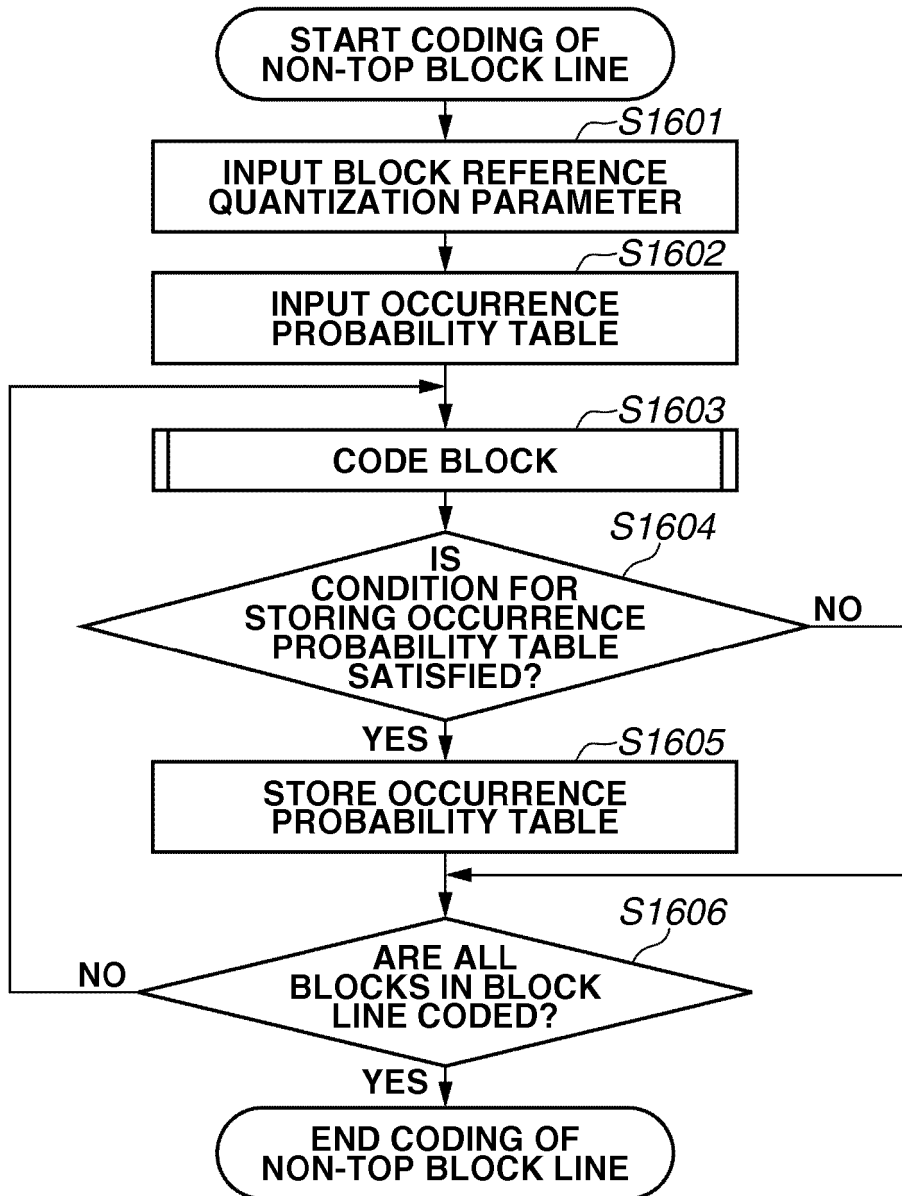 START CODING OF
NON-TOP BLOCK LINE
S1601
INPUT BLOCK REFERENCE
QUANTIZATION PARAMETER
S1602
INPUT OCCURRENCE
PROBABILITY TABLE
S1603
CODE BLOCK
S1604
IS
CONDITION FOR
STORING OCCURRENCE
PROBABILITY TABLE
SATISFIED?
NO
YES
S1605
STORE OCCURRENCE
PROBABILITY TABLE
S1606
ARE ALL
BLOCKS IN BLOCK
LINE CODED?
NO
YES
END CODING OF
NON-TOP BLOCK LINE